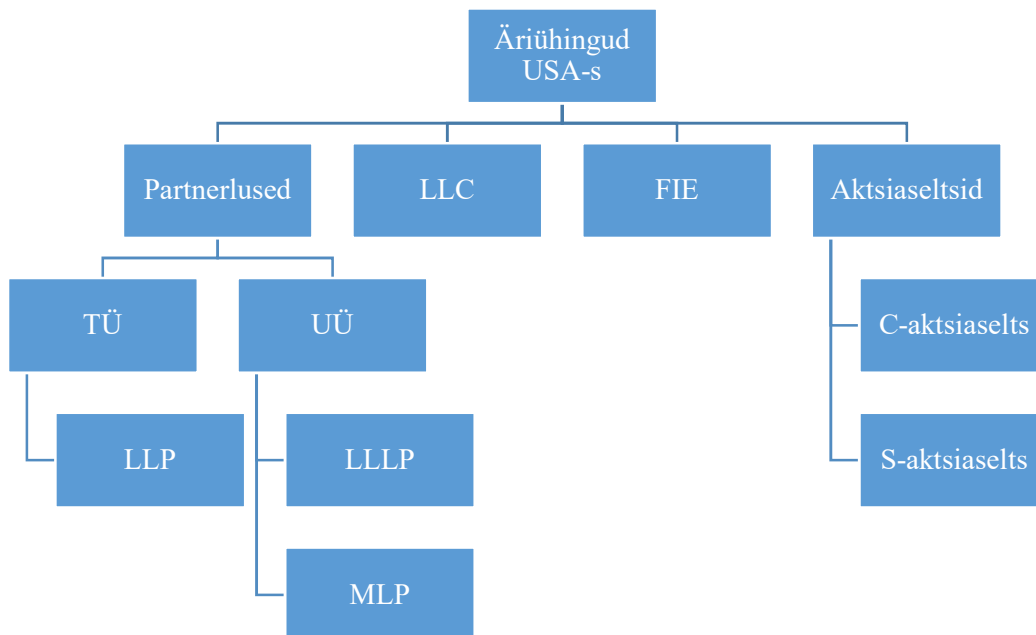 Äriühingud
USA-s
Partnerlused
LLC
FIE
Aktsiaseltsid
TÜ
UÜ
C-aktsiaselts
LLP
LLLP
S-aktsiaselts
MLP